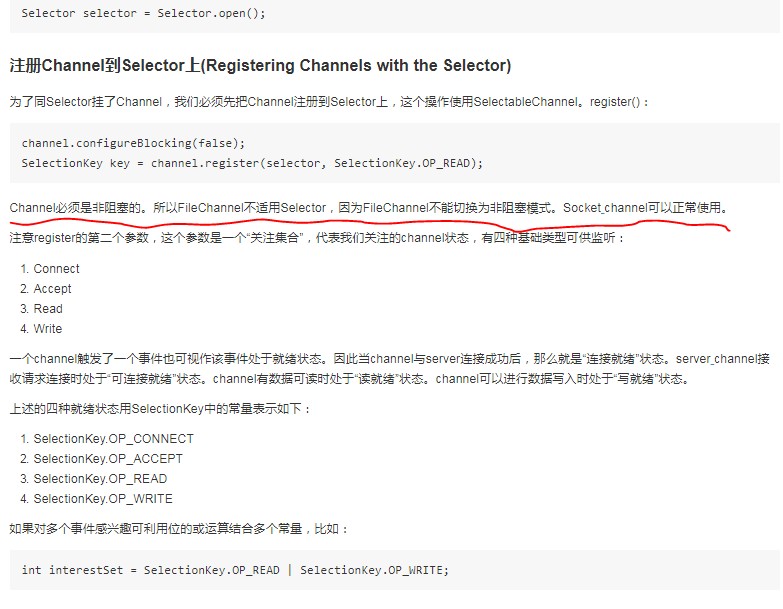 Selector selector = Selector.open();
注册Channel到Selector上(Registering Channels with the Selector)
为了同Selector挂了Channel，我们必须先把Channel注册到Selector上，这个操作使用SelectableChannel。register()：
channel.configureBlocking(false);
SelectionKey key = channel.register(selector, SelectionKey.OP_READ);
Channel必须是非阻塞的。所以FileChannel不适用Selector，因为FileChannel不能切换为非阻塞模式。Socket_channel可以正常使用。
注意register的第二个参数，这个参数是一个“关注集合”，代表我们关注的channel状态，有四种基础类型可供监听：
1. Connect
2. Accept
3. Read
4. Write
一个channel触发了一个事件也可视作该事件处于就绪状态。因此当channel与server连接成功后，那么就是“连接就绪”状态。server_channel接
收请求连接时处于“可连接就绪”状态。channel有数据可读时处于“读就绪”状态。channel可以进行数据写入时处于“写就绪”状态。
上述的四种就绪状态用SelectionKey中的常量表示如下：
1. SelectionKey.OP_CONNECT
2. SelectionKey.OP_ACCEPT
3. SelectionKey.OP_READ
4. SelectionKey.OP_WRITE
如果对多个事件感兴趣可利用位的或运算结合多个常量，比如：
int interestSet = SelectionKey.OP_READ | SelectionKey.OP_WRITE;